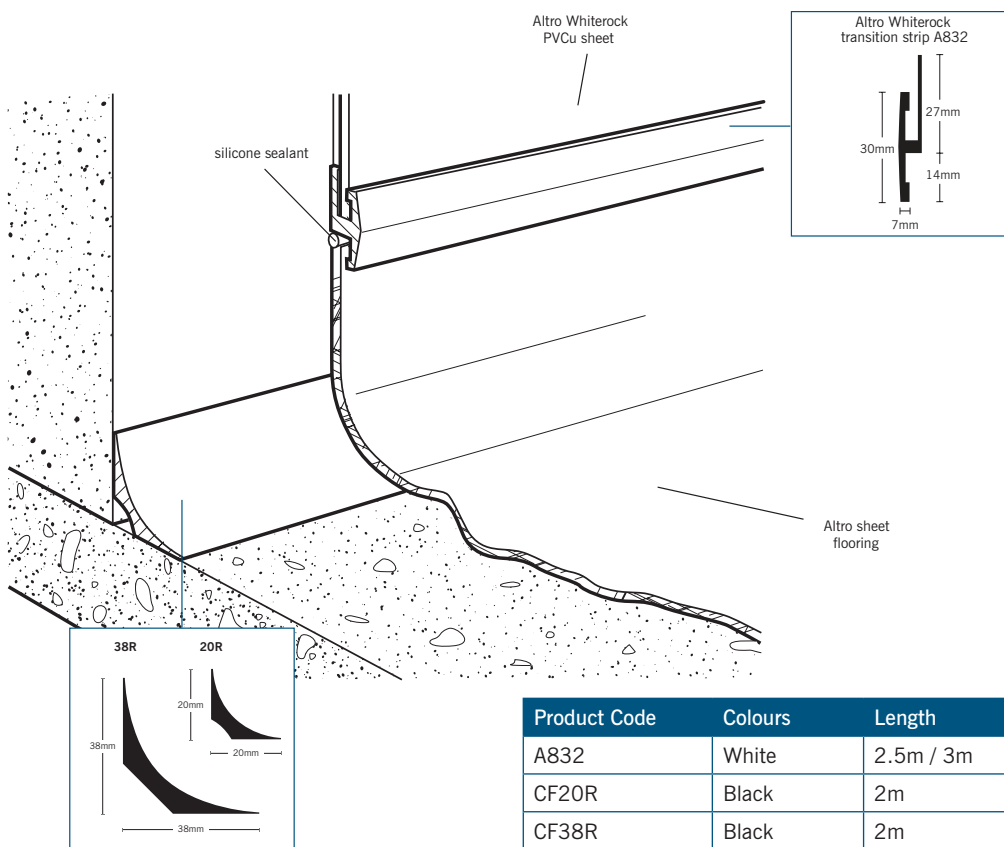 Altro Whiterock
PVCu sheet
Altro Whiterock
transition strip A832
27mm
30mm
14mm
7mm
silicone sealant
Altro sheet
flooring
38R 20R
20mm
20mm
38mm
38mm
Product Code Colours Length
A832 White 2.5m / 3m
CF20R Black 2m
CF38R Black 2m